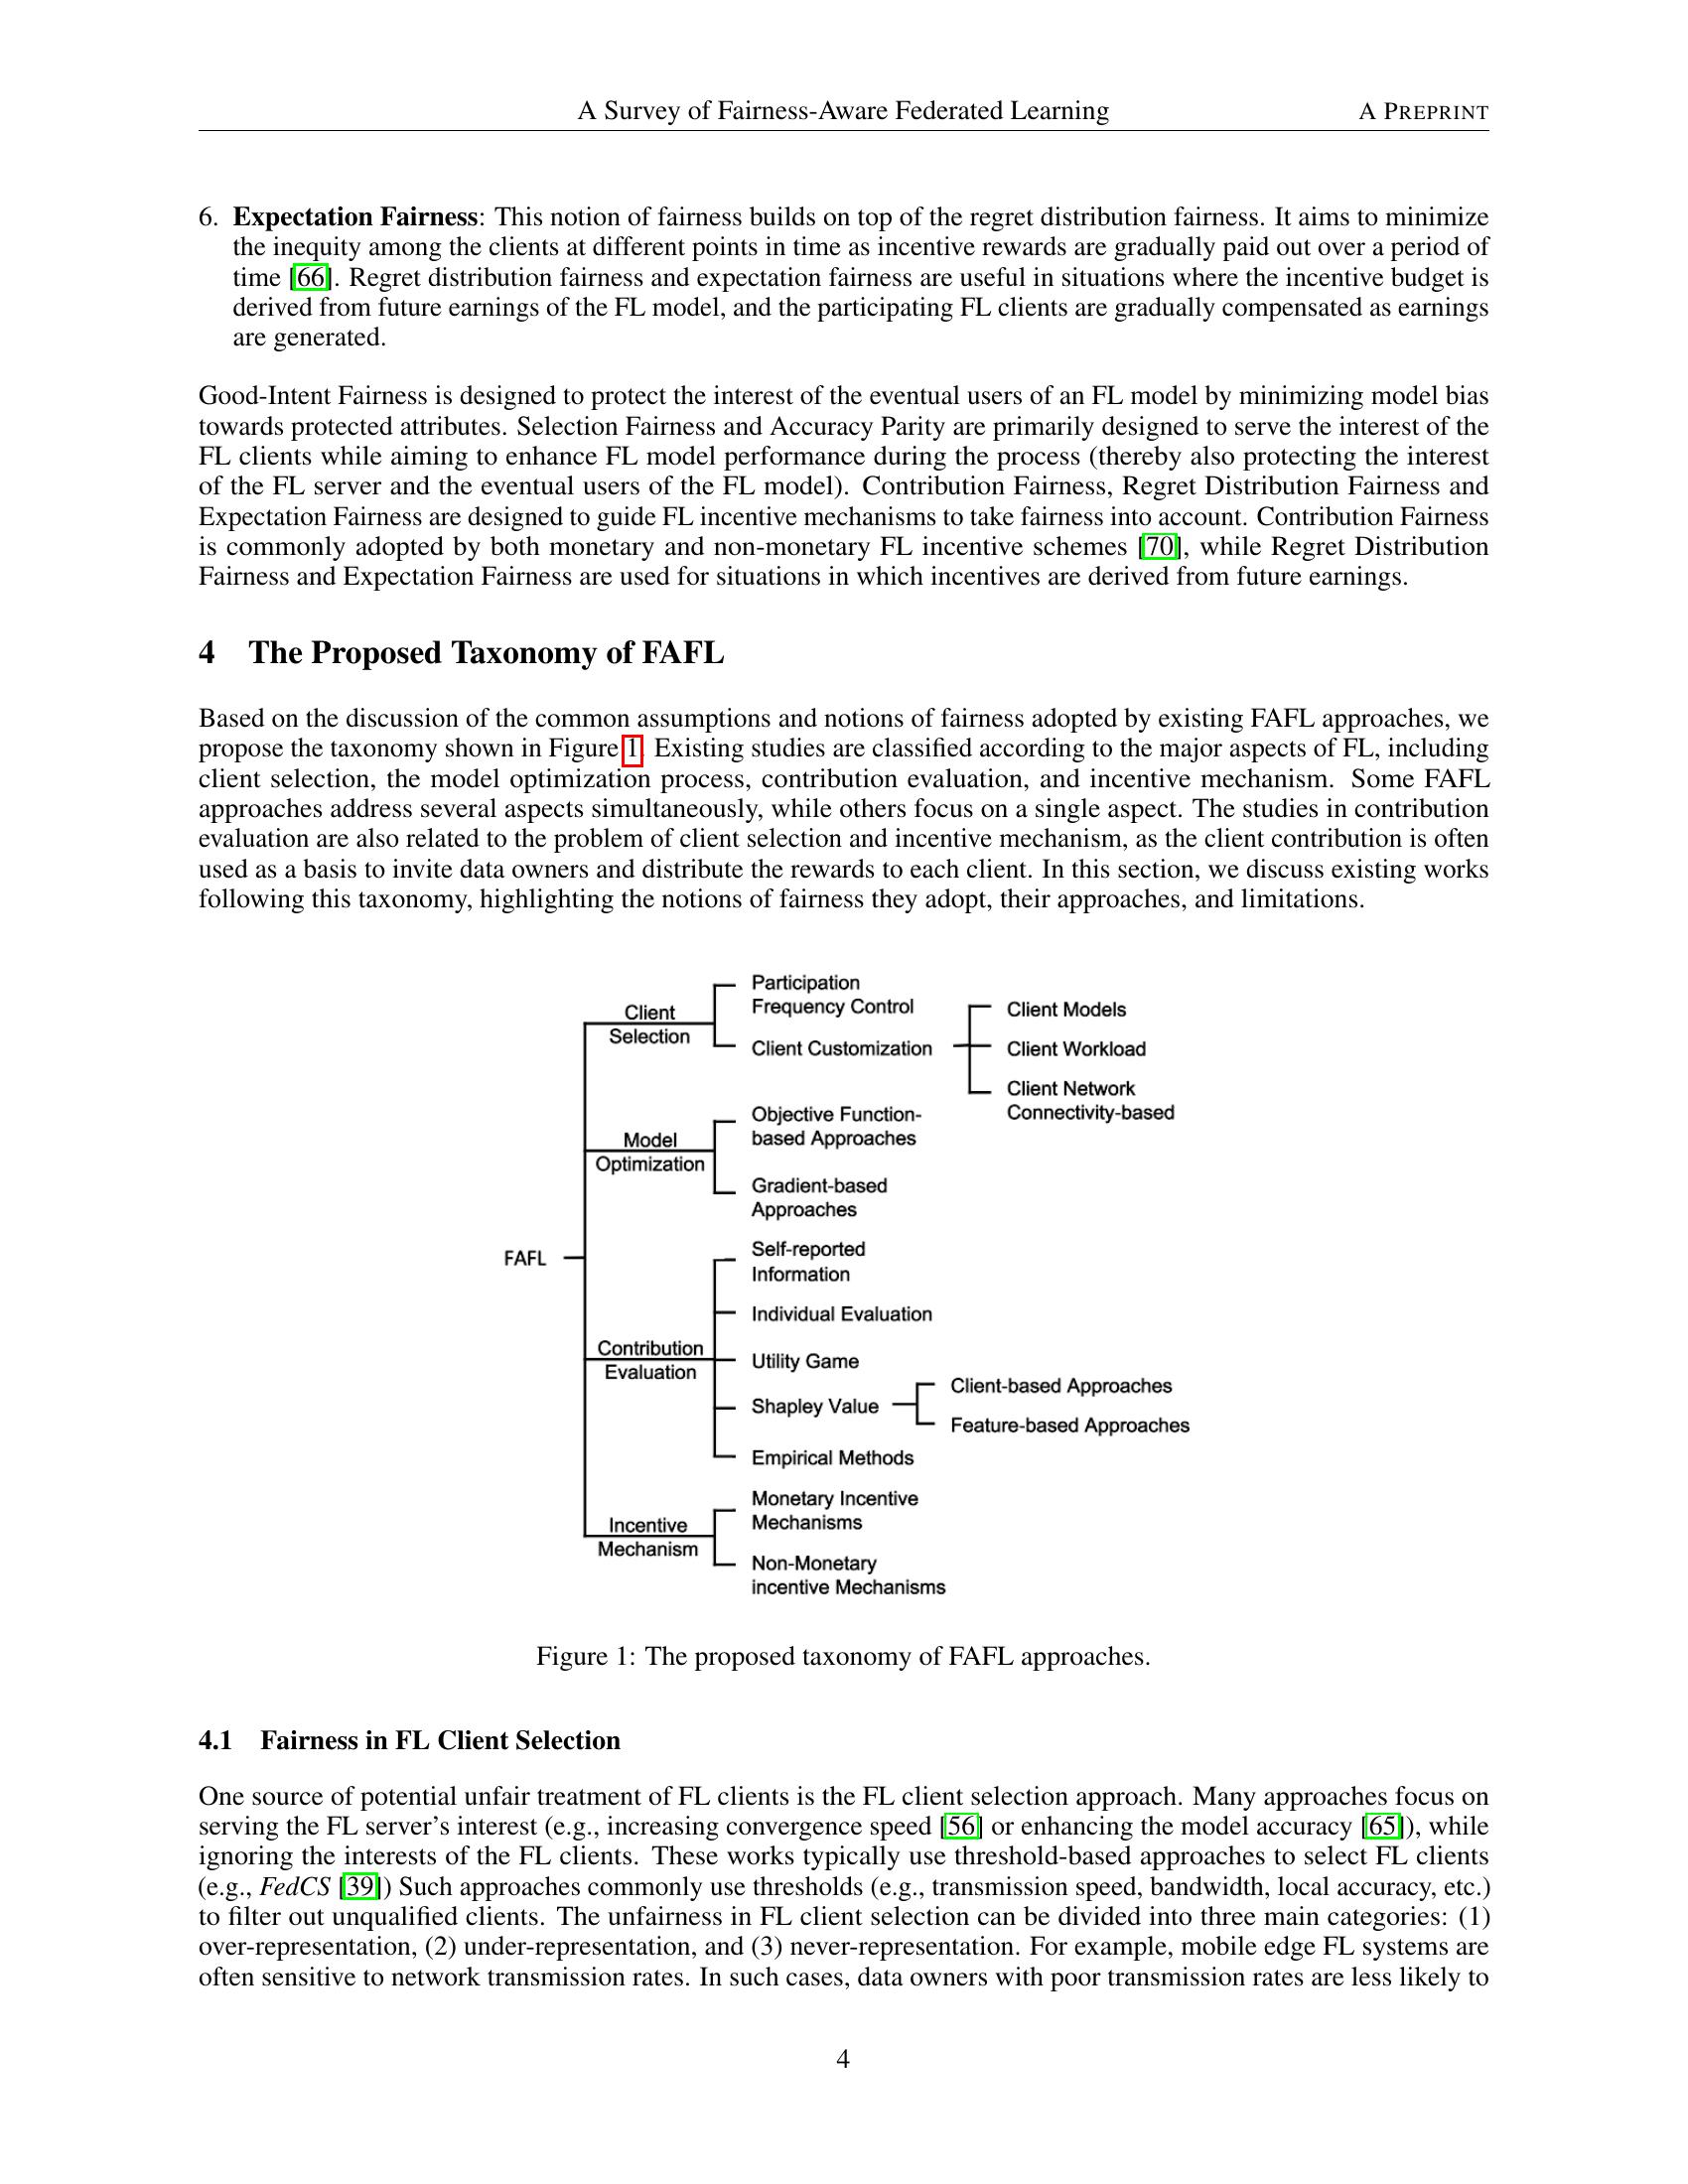 A Survey of Fairness-Aware Federated Learning A PREPRINT
6. Expectation Fairness: This notion of fairness builds on top of the regret distribution fairness. It aims to minimize
the inequity among the clients at different points in time as incentive rewards are gradually paid out over a period of
time [66]. Regret distribution fairness and expectation fairness are useful in situations where the incentive budget is
derived from future earnings of the FL model, and the participating FL clients are gradually compensated as earnings
are generated.
Good-Intent Fairness is designed to protect the interest of the eventual users of an FL model by minimizing model bias
towards protected attributes. Selection Fairness and Accuracy Parity are primarily designed to serve the interest of the
FL clients while aiming to enhance FL model performance during the process (thereby also protecting the interest
of the FL server and the eventual users of the FL model). Contribution Fairness, Regret Distribution Fairness and
Expectation Fairness are designed to guide FL incentive mechanisms to take fairness into account. Contribution Fairness
is commonly adopted by both monetary and non-monetary FL incentive schemes [70], while Regret Distribution
Fairness and Expectation Fairness are used for situations in which incentives are derived from future earnings.
4 The Proposed Taxonomy of FAFL
Based on the discussion of the common assumptions and notions of fairness adopted by existing FAFL approaches, we
propose the taxonomy shown in Figure 1. Existing studies are classified according to the major aspects of FL, including
client selection, the model optimization process, contribution evaluation, and incentive mechanism. Some FAFL
approaches address several aspects simultaneously, while others focus on a single aspect. The studies in contribution
evaluation are also related to the problem of client selection and incentive mechanism, as the client contribution is often
used as a basis to invite data owners and distribute the rewards to each client. In this section, we discuss existing works
following this taxonomy, highlighting the notions of fairness they adopt, their approaches, and limitations.
FAFL
Client
Selection
Participation
Frequency Control
Client Customization
Client Models
Client Workload
Client Network
Connectivity-based
Model
Optimization
Objective Function-
based Approaches
Gradient-based
Approaches
Contribution
Evaluation
Self-reported
Information
Individual Evaluation
Utility Game
Shapley Value
Client-based Approaches
Feature-based Approaches
Empirical Methods
Incentive
Mechanism
Monetary Incentive
Mechanisms
Non-Monetary
incentive Mechanisms
Figure 1: The proposed taxonomy of FAFL approaches.
4.1 Fairness in FL Client Selection
One source of potential unfair treatment of FL clients is the FL client selection approach. Many approaches focus on
serving the FL server's interest (e.g., increasing convergence speed [56] or enhancing the model accuracy [65]), while
ignoring the interests of the FL clients. These works typically use threshold-based approaches to select FL clients
(e.g., FedCS [39]) Such approaches commonly use thresholds (e.g., transmission speed, bandwidth, local accuracy, etc.)
to filter out unqualified clients. The unfairness in FL client selection can be divided into three main categories: (1)
over-representation, (2) under-representation, and (3) never-representation. For example, mobile edge FL systems are
often sensitive to network transmission rates. In such cases, data owners with poor transmission rates are less likely to
4